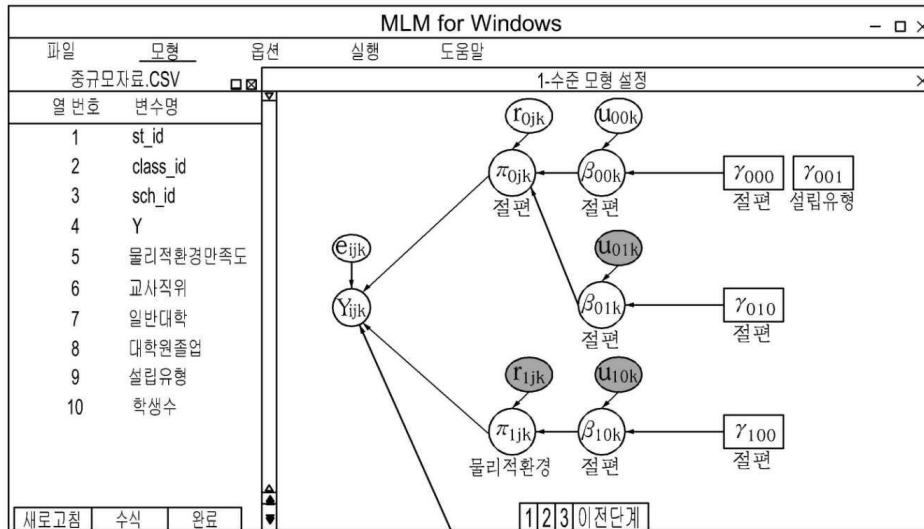 MLM for Windows
파일 모형 옵션 실행 도움말
중규모자료.CSV
1-수준 모형 설정
열 번호 변수명
1 st_id
2 class_id
3 sch_id
4 Y
5 물리적환경만족도
6 교사직위
7 일반대학
8 대학원졸업
9 설립유형
10 학생수
새로고침 수식 완료
r0jk u00k
π0jk β00k γ000 γ001
절편 절편 절편 설립유형
eijk u01k
Yijk β01k γ010
절편 절편
r1jk u10k
π1jk β10k γ100
물리적환경 절편 절편
1 2 3 이전단계